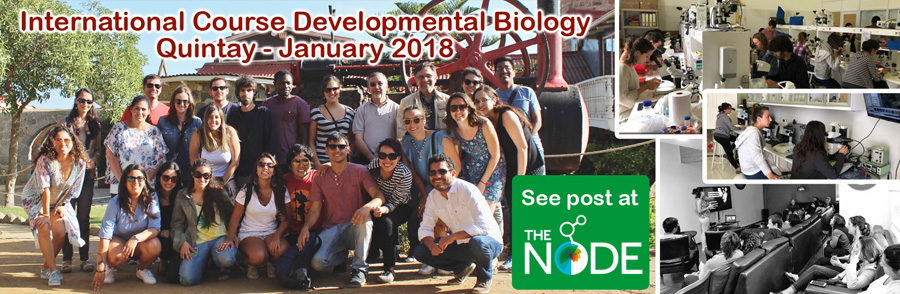 International Course Developmental Biology
Quintay - January 2018
See post at
THE
NODE